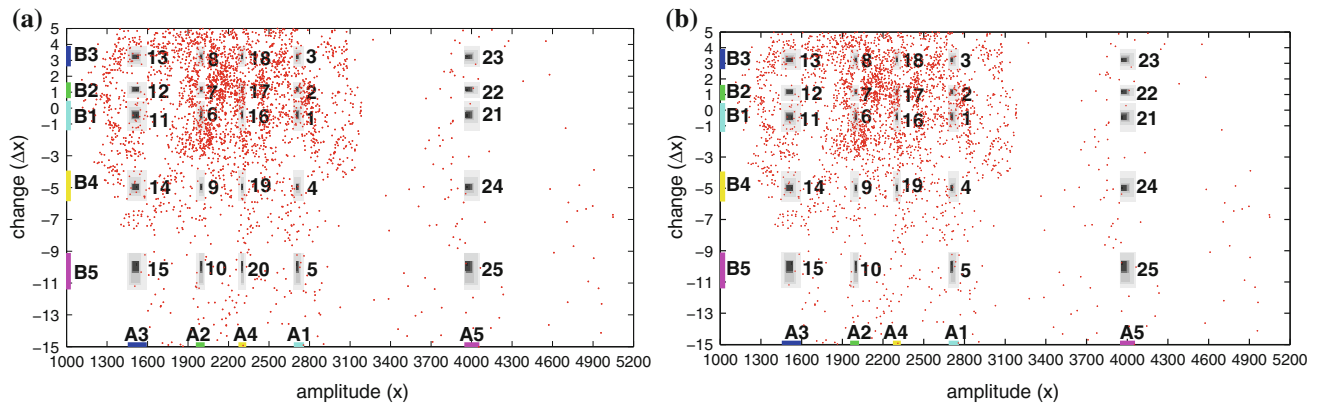 (a)
5
4
B3 3 13 8 18 3 23
2
B2 1 12 7 17 2 22
0
B1 −1 11 6 16 1 21
−3
B4 −5 14 9 19 4 24
−7
−9
B5 15 10 20 5 25
−11
−13
A3 A2 A4 A1 A5
−15
1000 1400 1800 2200 2500 2800 3100 3400 3700 4000 4300 4600 4900 5200
amplitude (x)
change (Δx)
(b)
5
4
B3 3 13 8 18 3 23
2
B2 1 12 7 17 2 22
0
B1 −1 11 6 16 1 21
−3
B4 −5 14 9 19 4 24
−7
−9
B5 15 10 5 25
−11
−13
A3 A2 A4 A1 A5
−15
1000 1300 1600 1900 2200 2500 2800 3100 3400 3700 4000 4300 4600 4900 5200
amplitude (x)
change (Δx)